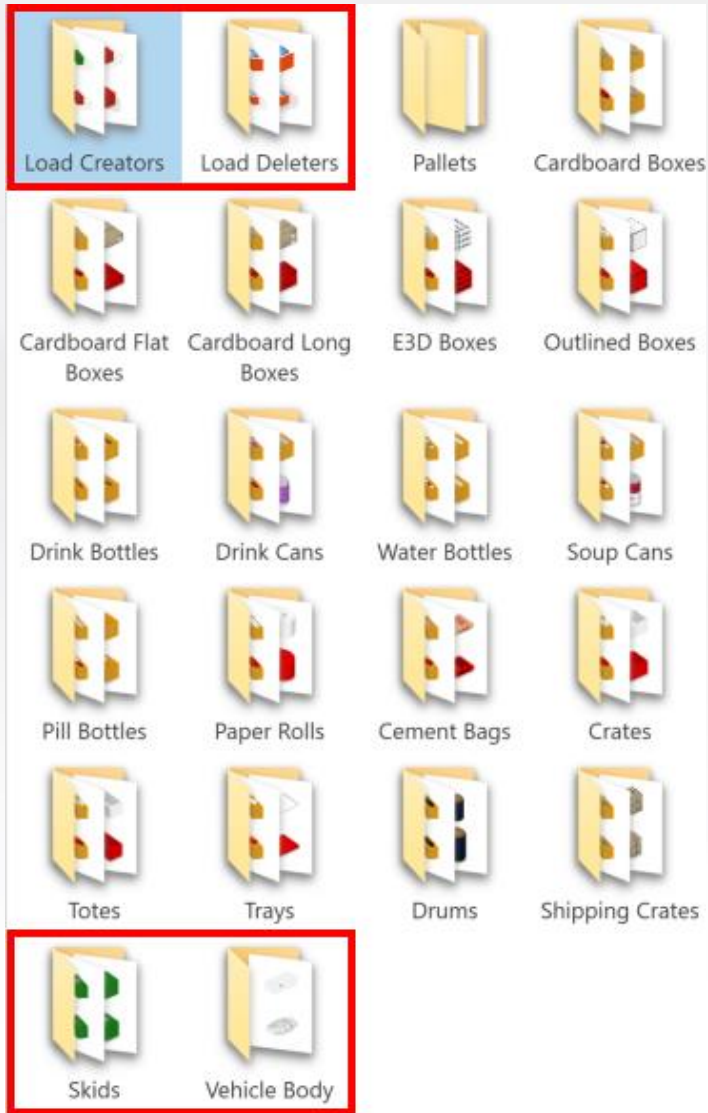 Load Creators
Load Deleters
Pallets
Cardboard Boxes
Cardboard Flat
Boxes
Cardboard Long
Boxes
E3D Boxes
Outlined Boxes
Drink Bottles
Drink Cans
Water Bottles
Soup Cans
Pill Bottles
Paper Rolls
Cement Bags
Crates
Totes
Trays
Drums
Shipping Crates
Skids
Vehicle Body